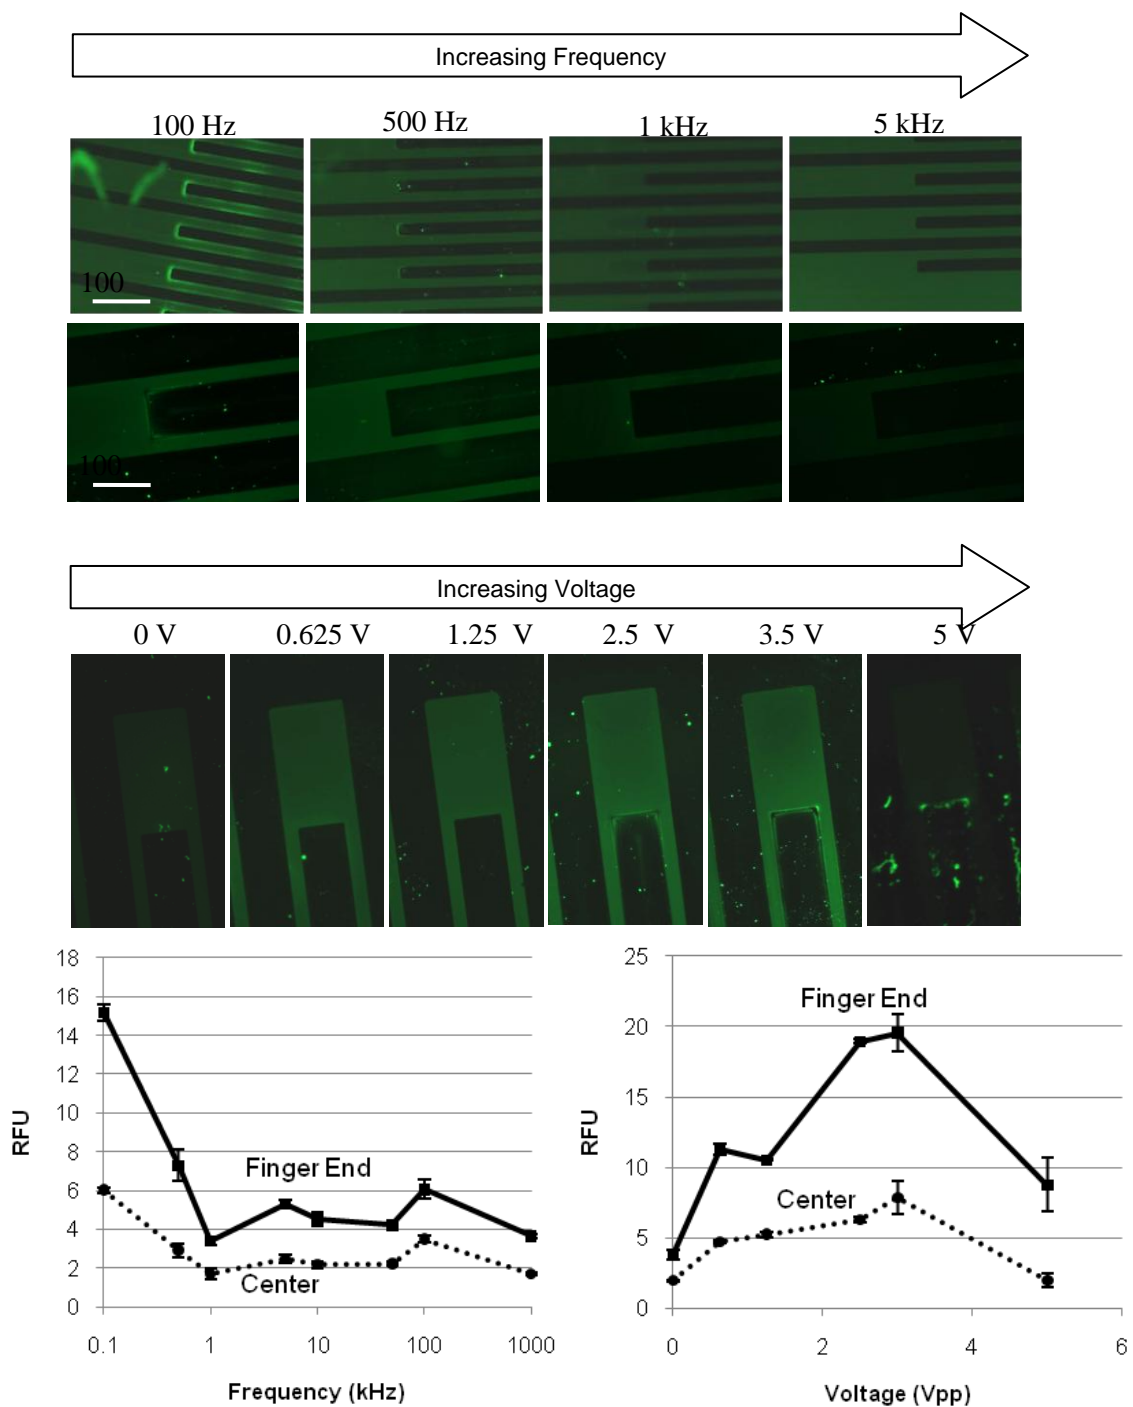 Increasing Frequency
100 Hz 500 Hz 1 kHz 5 kHz
100
100
Increasing Voltage
0 V 0.625 V 1.25 V 2.5 V 3.5 V 5 V
18
16
14
12
10
8
6
4
2
0
RFU
Finger End
Center
0.1 1 10 100 1000
Frequency (kHz)
25
20
15
10
5
0
RFU
Finger End
Center
0 2 4 6
Voltage (Vpp)